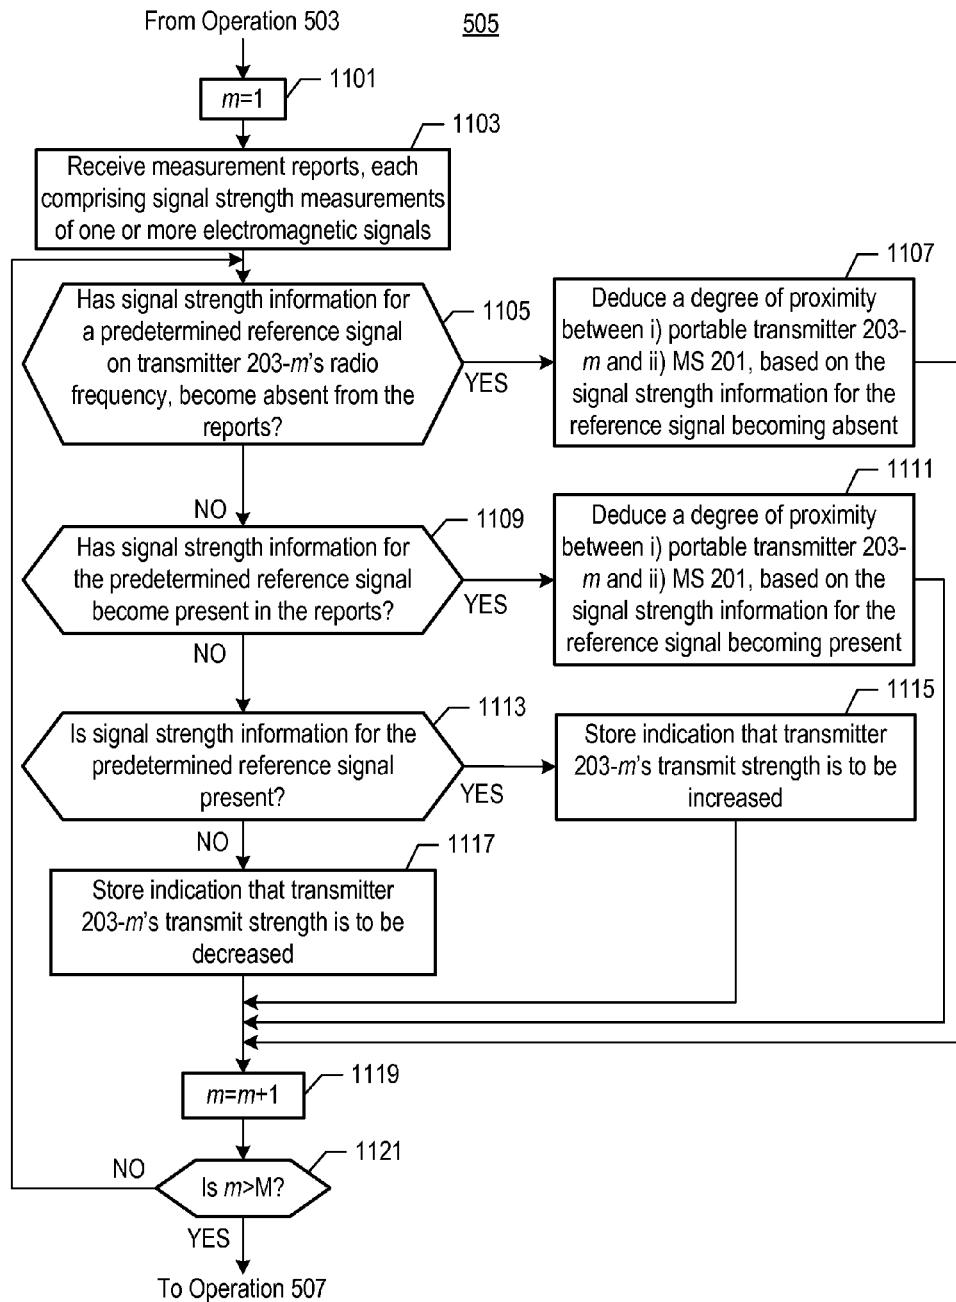 From Operation 503
505
1101
m=1
1103
Receive measurement reports, each
comprising signal strength measurements
of one or more electromagnetic signals
1105
Has signal strength information for
a predetermined reference signal
on transmitter 203-m's radio
frequency, become absent from the
reports?
YES
1107
Deduce a degree of proximity
between i) portable transmitter 203-
m and ii) MS 201, based on the
signal strength information for the
reference signal becoming absent
NO
1109
Has signal strength information for
the predetermined reference signal
become present in the reports?
YES
1111
Deduce a degree of proximity
between i) portable transmitter 203-
m and ii) MS 201, based on the
signal strength information for the
reference signal becoming present
NO
1113
Is signal strength information for the
predetermined reference signal
present?
YES
1115
Store indication that transmitter
203-m's transmit strength is to be
increased
NO
1117
Store indication that transmitter
203-m's transmit strength is to be
decreased
1119
m=m+1
1121
Is m>M?
NO
YES
To Operation 507